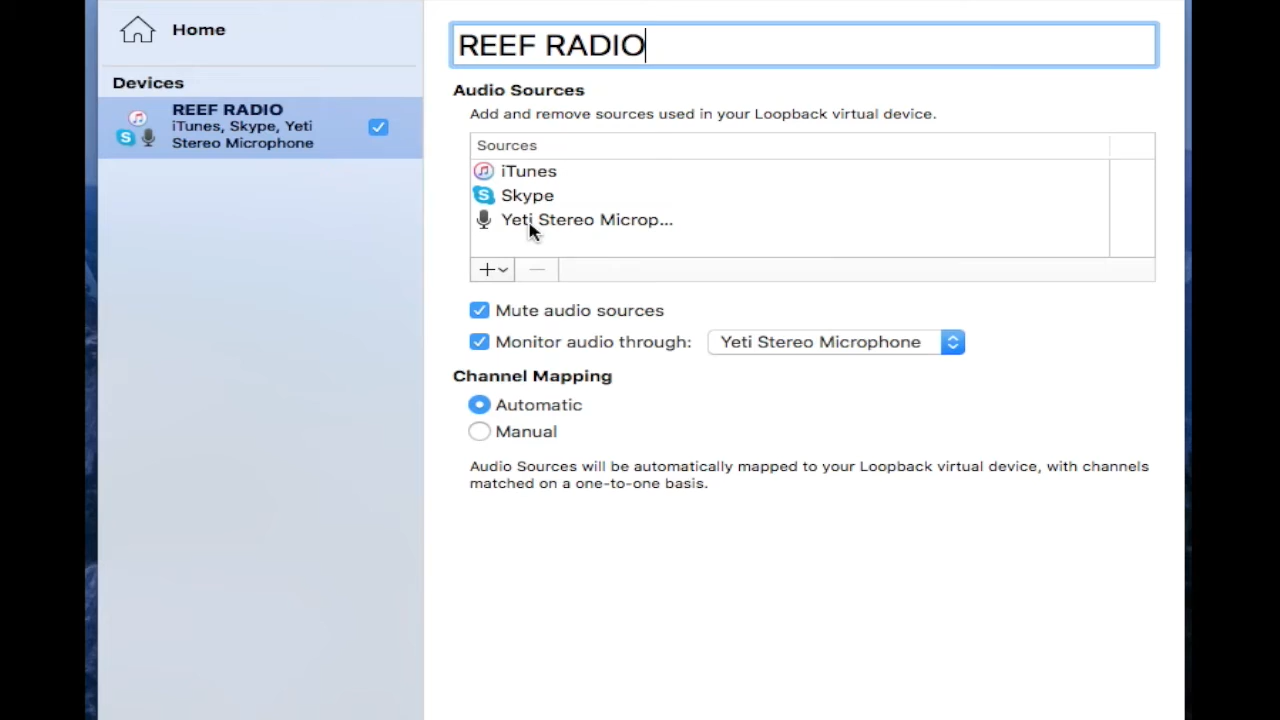 Home
Devices
REEF RADIO
iTunes, Skype, Yeti
Stereo Microphone
REEF RADIO
Audio Sources
Add and remove sources used in your Loopback virtual device.
Sources
iTunes
Skype
Yeti Stereo Microp...
Mute audio sources
Monitor audio through: Yeti Stereo Microphone
Channel Mapping
Automatic
Manual
Audio Sources will be automatically mapped to your Loopback virtual device, with channels
matched on a one-to-one basis.